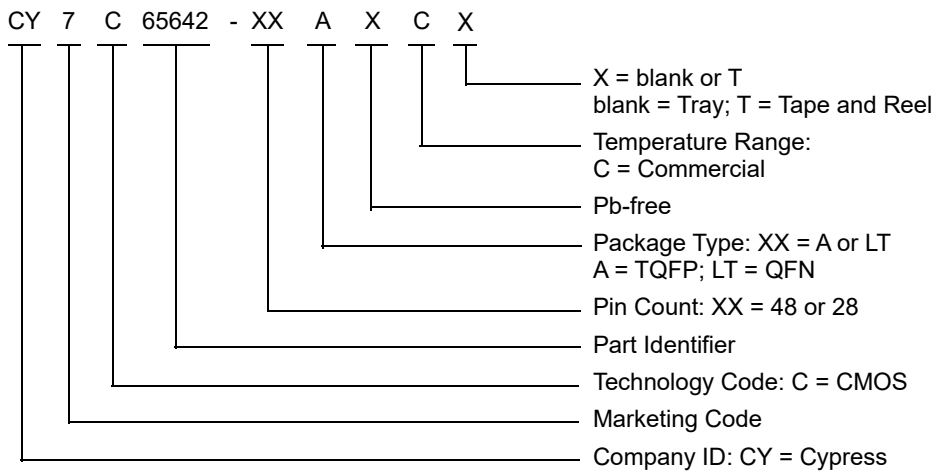 CY 7 C 65642 - XX A X C X
X = blank or T
blank = Tray; T = Tape and Reel
Temperature Range:
C = Commercial
Pb-free
Package Type: XX = A or LT
A = TQFP; LT = QFN
Pin Count: XX = 48 or 28
Part Identifier
Technology Code: C = CMOS
Marketing Code
Company ID: CY = Cypress